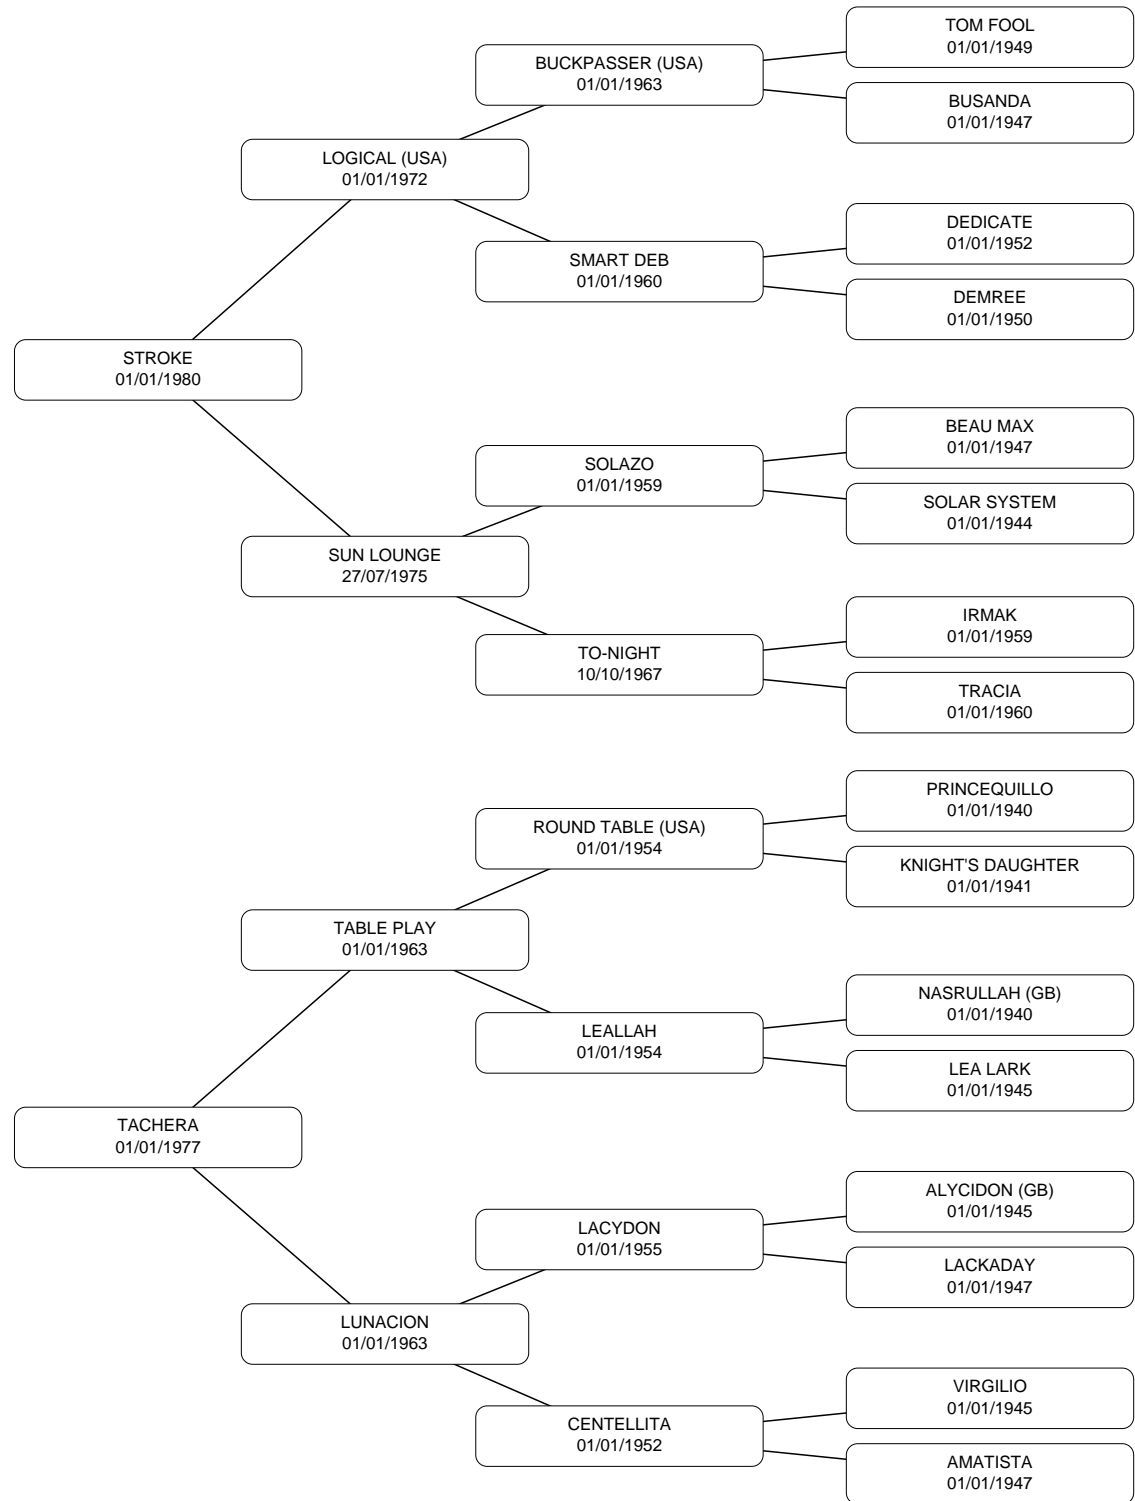 TOM FOOL
01/01/1949
BUCKPASSER (USA)
01/01/1963
BUSANDA
01/01/1947
LOGICAL (USA)
01/01/1972
DEDICATE
01/01/1952
SMART DEB
01/01/1960
DEMREE
01/01/1950
STROKE
01/01/1980
BEAU MAX
01/01/1947
SOLAZO
01/01/1959
SOLAR SYSTEM
01/01/1944
SUN LOUNGE
27/07/1975
IRMAK
01/01/1959
TO-NIGHT
10/10/1967
TRACIA
01/01/1960
PRINCEQUILLO
01/01/1940
ROUND TABLE (USA)
01/01/1954
KNIGHT'S DAUGHTER
01/01/1941
TABLE PLAY
01/01/1963
NASRULLAH (GB)
01/01/1940
LEALLAH
01/01/1954
LEA LARK
01/01/1945
TACHERA
01/01/1977
ALYCIDON (GB)
01/01/1945
LACYDON
01/01/1955
LACKADAY
01/01/1947
LUNACION
01/01/1963
VIRGILIO
01/01/1945
CENTELLITA
01/01/1952
AMATISTA
01/01/1947